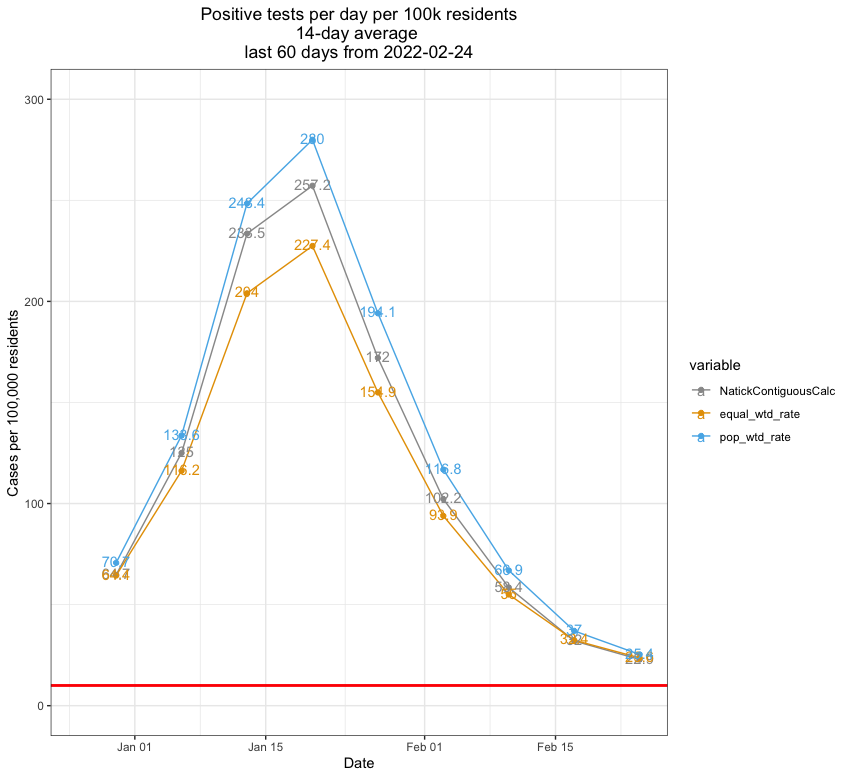 Positive tests per day per 100k residents
14-day average
last 60 days from 2022-02-24
Cases per 100,000 residents
300
200
100
0
280
257.2
227.4
204
194.1
172
154.9
125
116.2
116.8
102.2
93.9
70.7
66.9
37
Jan 01
Jan 15
Feb 01
Feb 15
Date
variable
NatickContiguousCalc
equal_wtd_rate
pop_wtd_rate